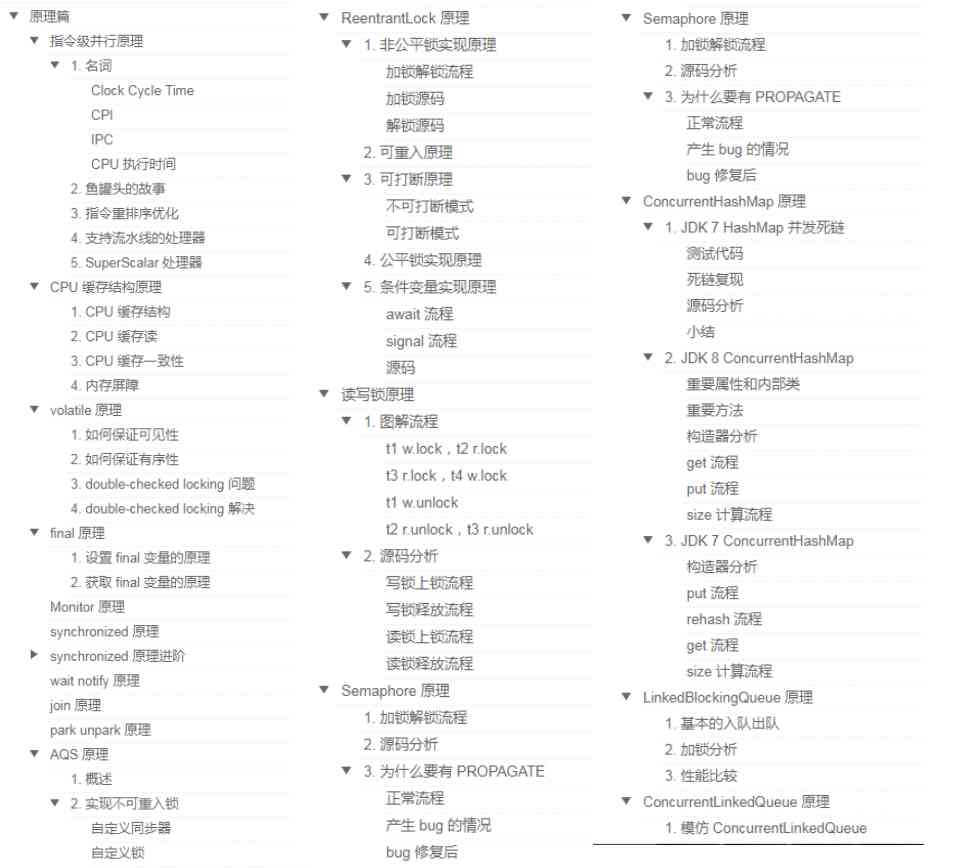 原理篇
指令级并行原理
1. 名词
Clock Cycle Time
CPI
IPC
CPU 执行时间
2. 鱼罐头的故事
3. 指令重排序优化
4. 支持流水线的处理器
5. SuperScalar 处理器
CPU 缓存结构原理
1. CPU 缓存结构
2. CPU 缓存读
3. CPU 缓存一致性
4. 内存屏障
volatile 原理
1. 如何保证可见性
2. 如何保证有序性
3. double-checked locking 问题
4. double-checked locking 解决
final 原理
1. 设置 final 变量的原理
2. 获取 final 变量的原理
Monitor 原理
synchronized 原理
synchronized 原理进阶
wait notify 原理
join 原理
park unpark 原理
AQS 原理
1. 概述
2. 实现不可重入锁
自定义同步器
自定义锁
ReentrantLock 原理
1. 非公平锁实现原理
加锁解锁流程
加锁源码
解锁源码
2. 可重入原理
3. 可打断原理
不可打断模式
可打断模式
4. 公平锁实现原理
5. 条件变量实现原理
await 流程
signal 流程
源码
读写锁原理
1. 图解流程
t1 w.lock，t2 r.lock
t3 r.lock，t4 w.lock
t1 w.unlock
t2 r.unlock，t3 r.unlock
2. 源码分析
写锁上锁流程
写锁释放流程
读锁上锁流程
读锁释放流程
Semaphore 原理
1. 加锁解锁流程
2. 源码分析
3. 为什么要有 PROPAGATE
正常流程
产生 bug 的情况
bug 修复后
Semaphore 原理
1. 加锁解锁流程
2. 源码分析
3. 为什么要有 PROPAGATE
正常流程
产生 bug 的情况
bug 修复后
ConcurrentHashMap 原理
1. JDK 7 HashMap 并发死链
测试代码
死链复现
源码分析
小结
2. JDK 8 ConcurrentHashMap
重要属性和内部类
重要方法
构造器分析
get 流程
put 流程
size 计算流程
3. JDK 7 ConcurrentHashMap
构造器分析
put 流程
rehash 流程
get 流程
size 计算流程
LinkedBlockingQueue 原理
1. 基本的入队出队
2. 加锁分析
3. 性能比较
ConcurrentLinkedQueue 原理
1. 模仿 ConcurrentLinkedQueue